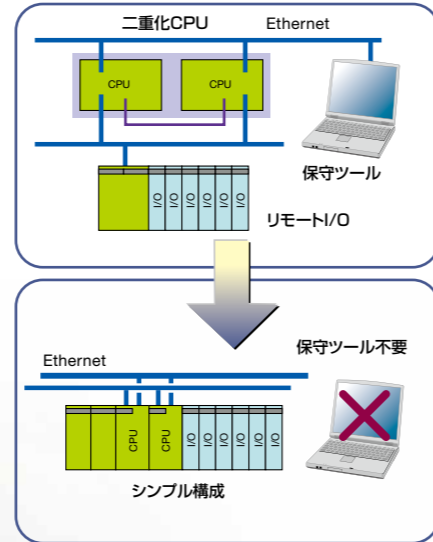 二重化CPU
Ethernet
CPU
CPU
保守ツール
I/O
I/O
I/O
I/O
I/O
I/O
リモートI/O
Ethernet
保守ツール不要
CPU
CPU
I/O
I/O
I/O
I/O
I/O
I/O
シンプル構成